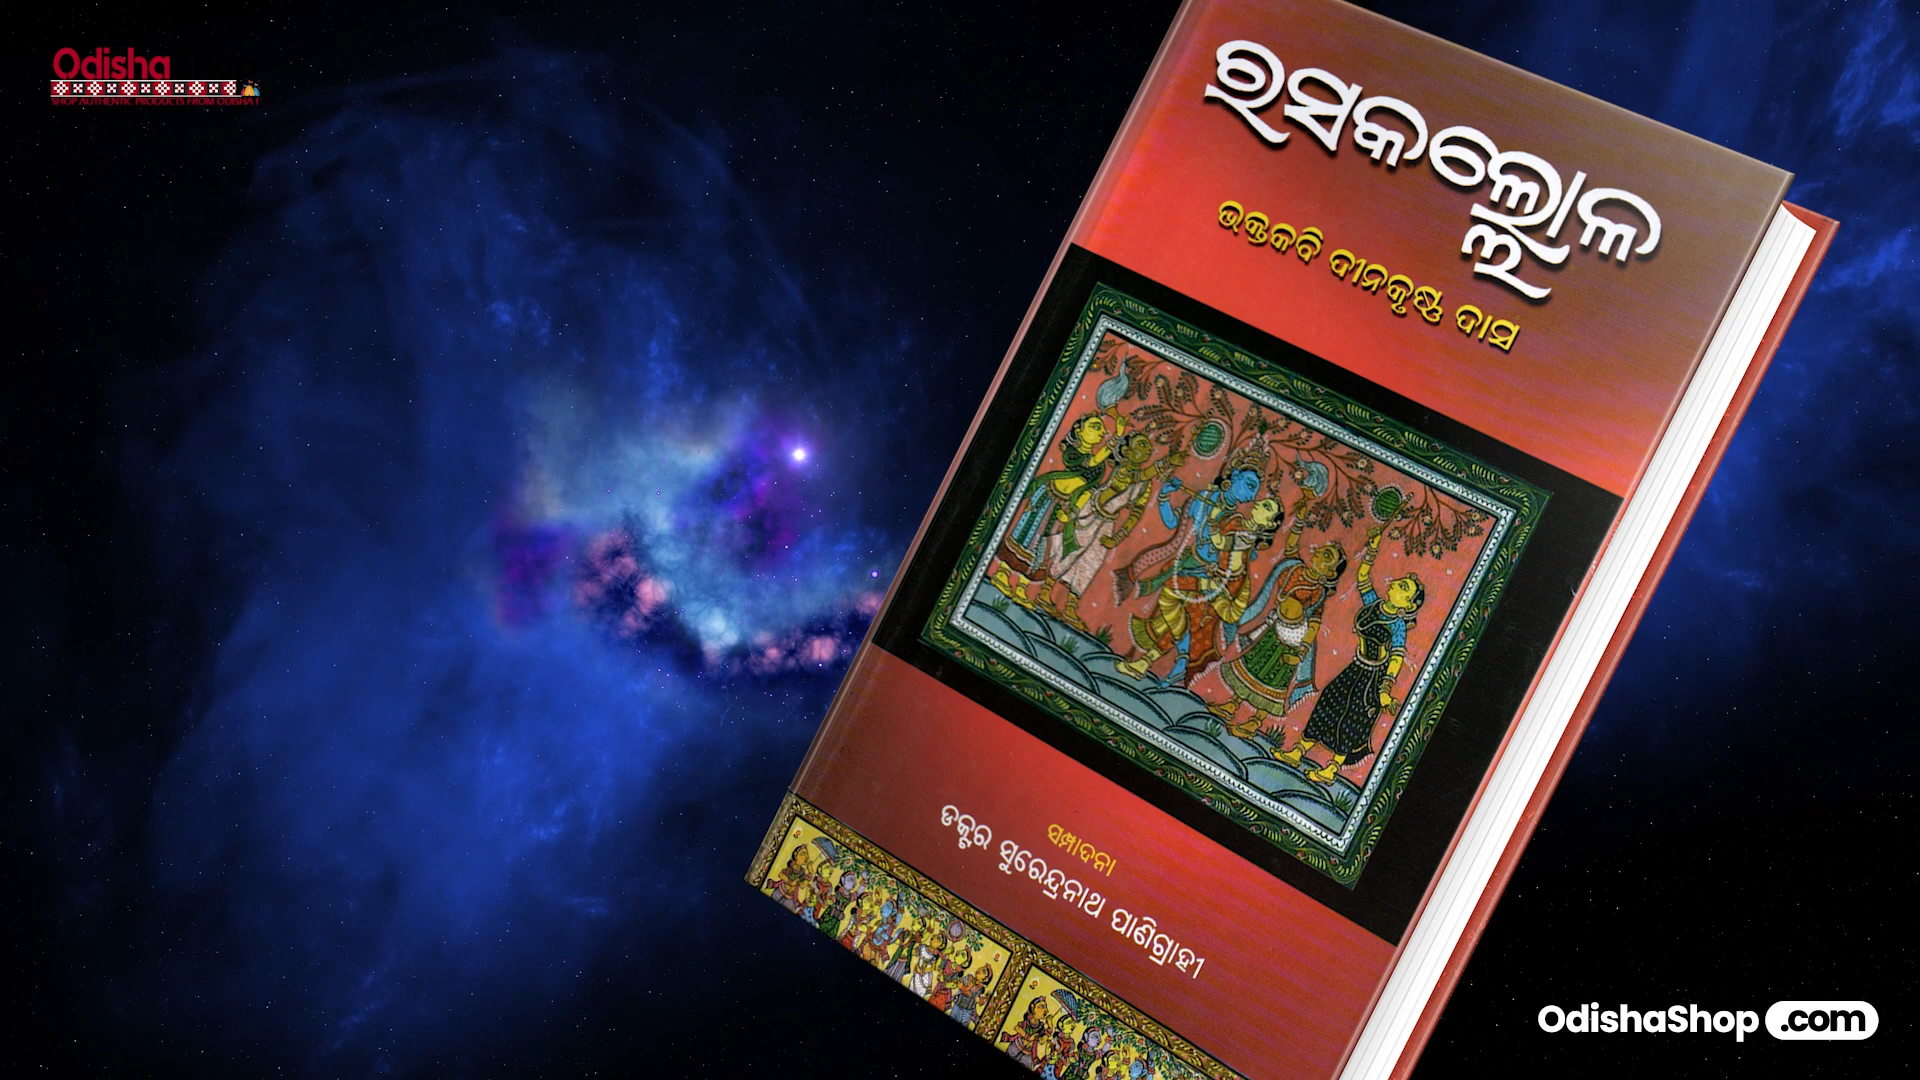 Odisha
SHOP AUTHENTIC PRODUCTS FROM ODISHA !
ରସକଲ୍ଲୋଳ
ଭକ୍ତକବି ଦୀନକୃଷ୍ଣ ଦାସ
ସମ୍ପାଦନା
ଡକ୍ଟର ସୁରେନ୍ଦ୍ରନାଥ ପାଣିଗ୍ରାହୀ
OdishaShop .com